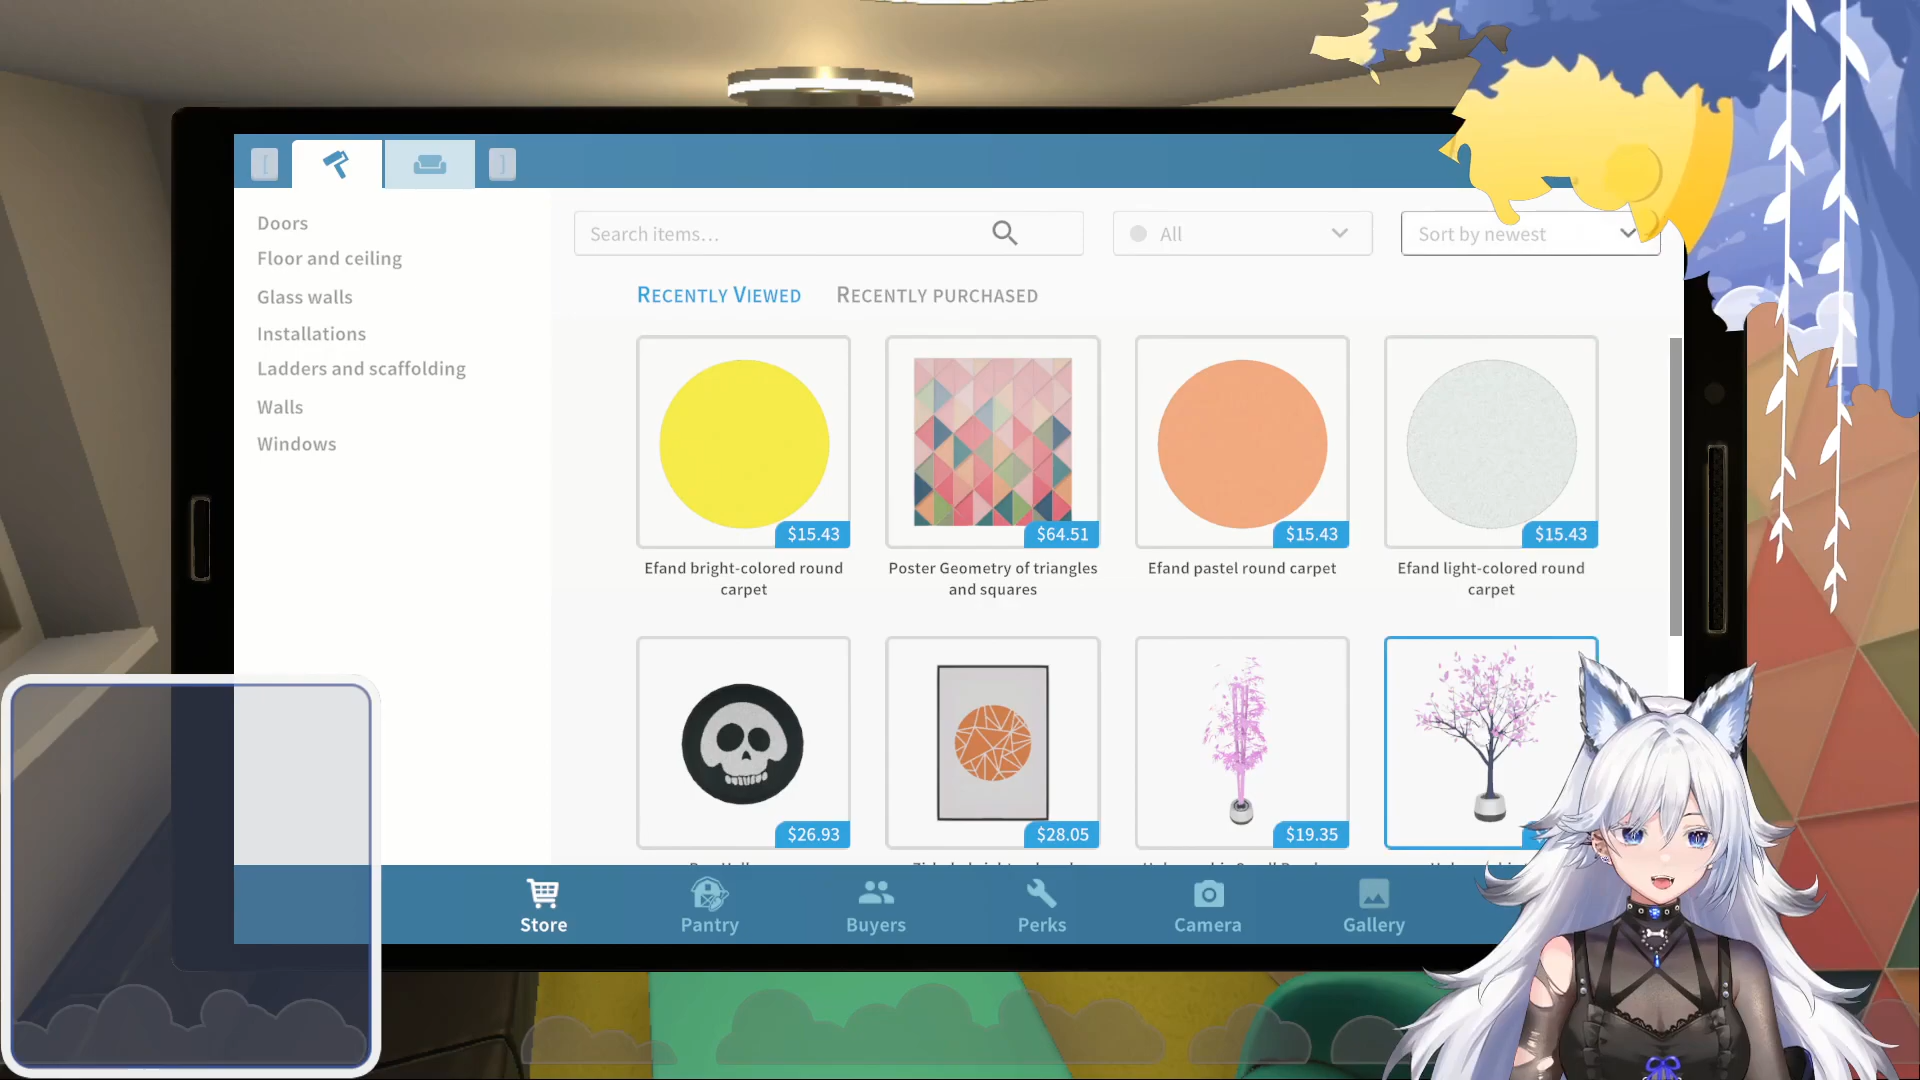 [
]
Doors
Floor and ceiling
Glass walls
Installations
Ladders and scaffolding
Walls
Windows
Search items...
All
Sort by newest
RECENTLY VIEWED
RECENTLY PURCHASED
$15.43
$64.51
$15.43
$15.43
Efand bright-colored round carpet
Poster Geometry of triangles and squares
Efand pastel round carpet
Efand light-colored round carpet
$26.93
$28.05
$19.35
Store
Pantry
Buyers
Perks
Camera
Gallery